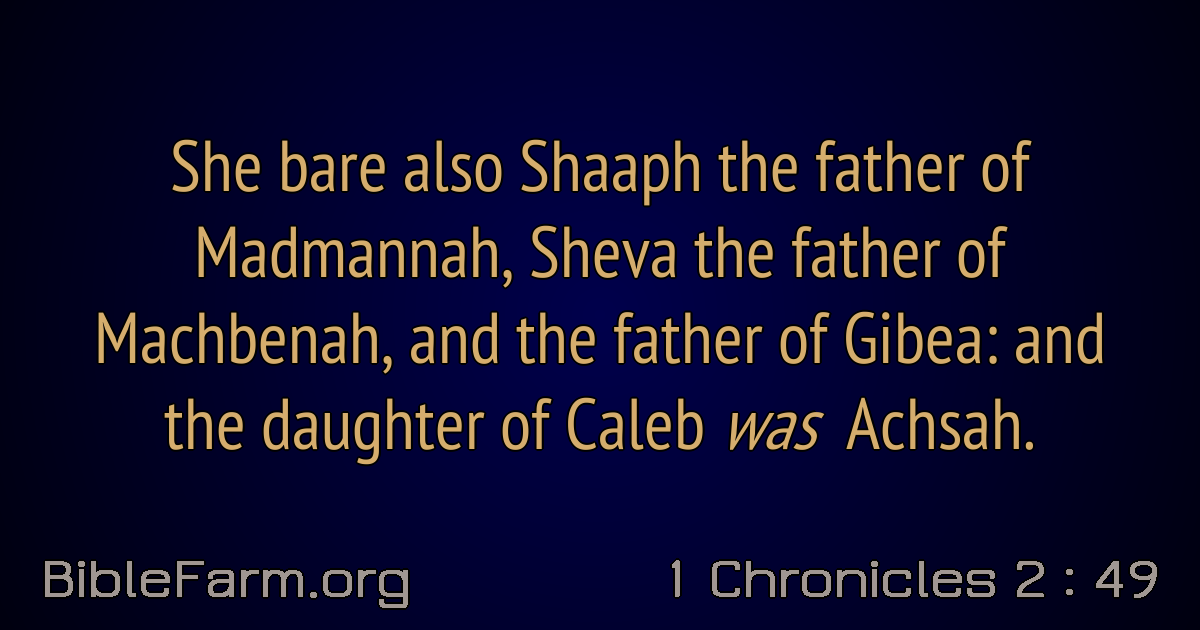 She bare also Shaaph the father of
Madmannah, Sheva the father of
Machbenah, and the father of Gibea: and
the daughter of Caleb was Achsah.
BibleFarm.org
1 Chronicles 2 : 49